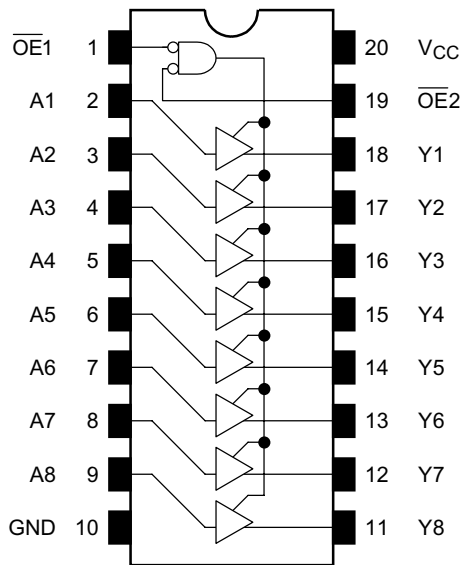 O̅E̅1 1 20 VCC
A1 2 19 O̅E̅2
A2 3 18 Y1
A3 4 17 Y2
A4 5 16 Y3
A5 6 15 Y4
A6 7 14 Y5
A7 8 13 Y6
A8 9 12 Y7
GND 10 11 Y8